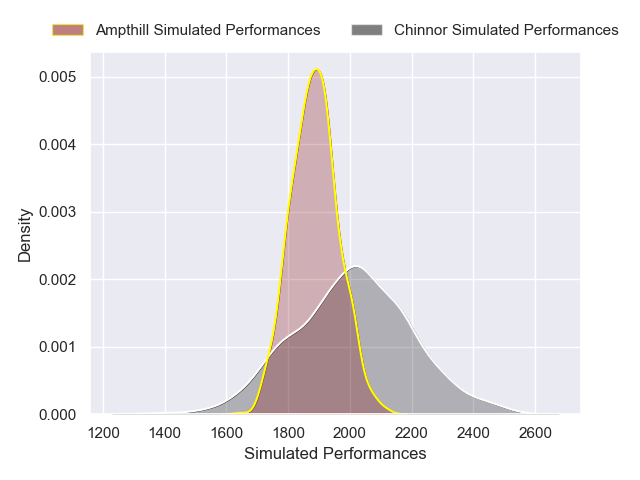 Ampthill Simulated Performances Chinnor Simulated Performances
0.005
0.004
0.003
0.002
0.001
0.000
Density
1200 1400 1600 1800 2000 2200 2400 2600
Simulated Performances